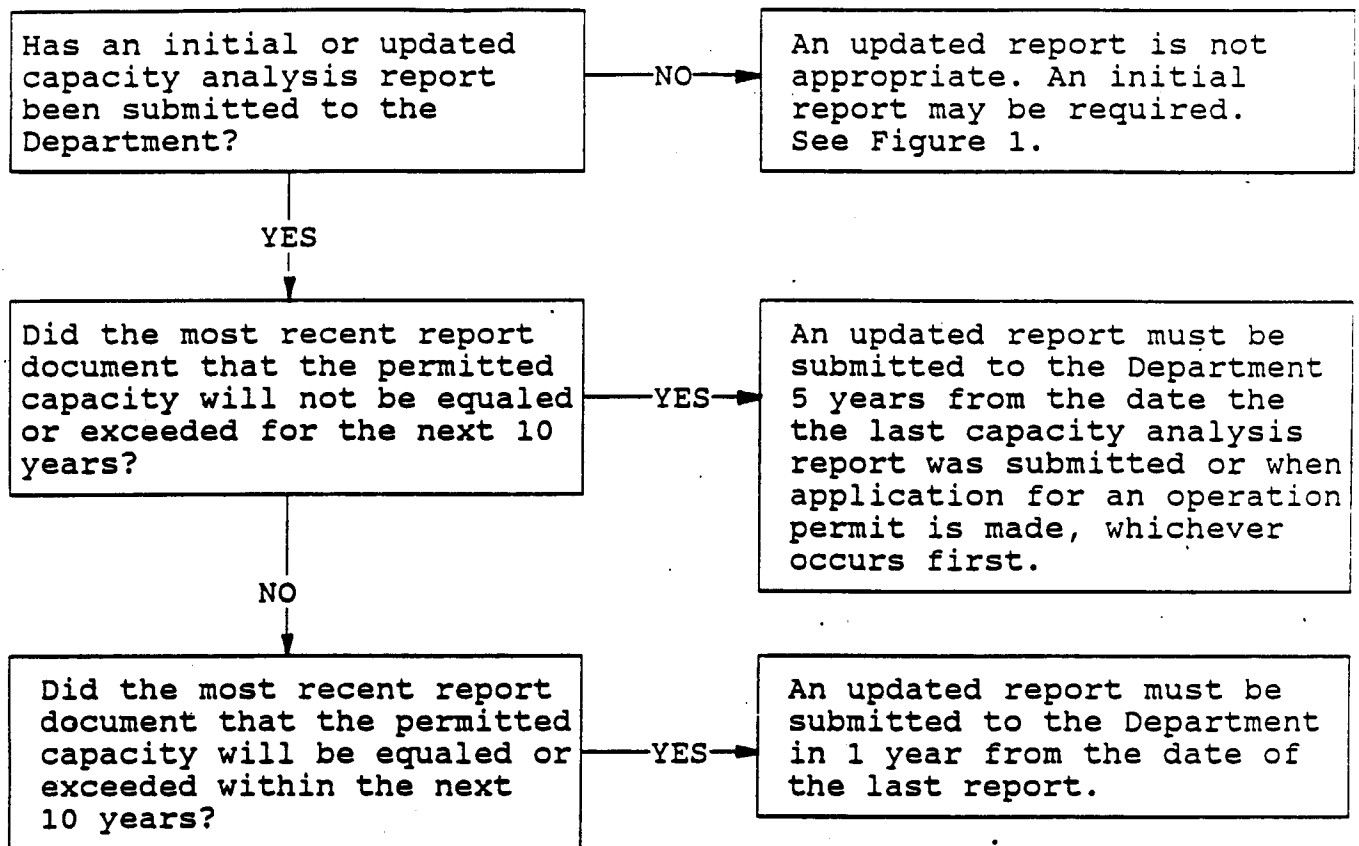 Has an initial or updated
capacity analysis report
been submitted to the
Department?
NO
An updated report is not
appropriate. An initial
report may be required.
See Figure 1.
YES
Did the most recent report
document that the permitted
capacity will not be equaled
or exceeded for the next 10
years?
YES
An updated report must be
submitted to the Department
5 years from the date the
the last capacity analysis
report was submitted or when
application for an operation
permit is made, whichever
occurs first.
NO
Did the most recent report
document that the permitted
capacity will be equaled or
exceeded within the next
10 years?
YES
An updated report must be
submitted to the Department
in 1 year from the date of
the last report.